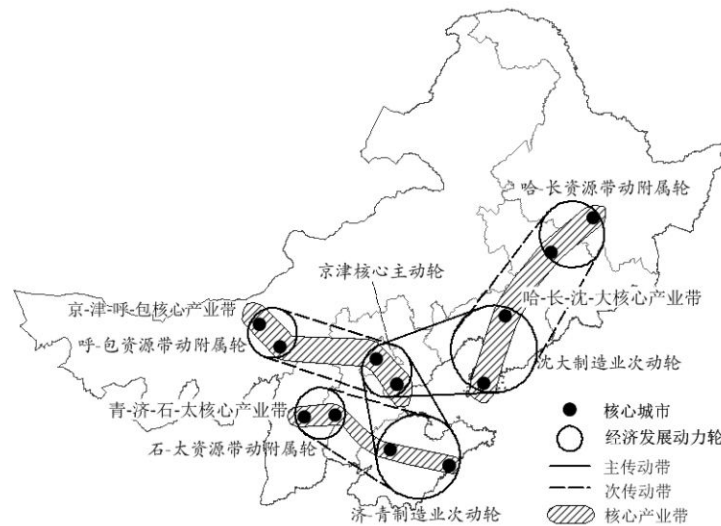 哈-长资源带动附属轮
京津核心主动轮
京-津-呼-包核心产业带
哈-长-沈-大核心产业带
呼-包资源带动附属轮
沈大制造业次动轮
青-济-石-太核心产业带
石-太资源带动附属轮
济-青制造业次动轮
核心城市
经济发展动力轮
主传动带
次传动带
核心产业带